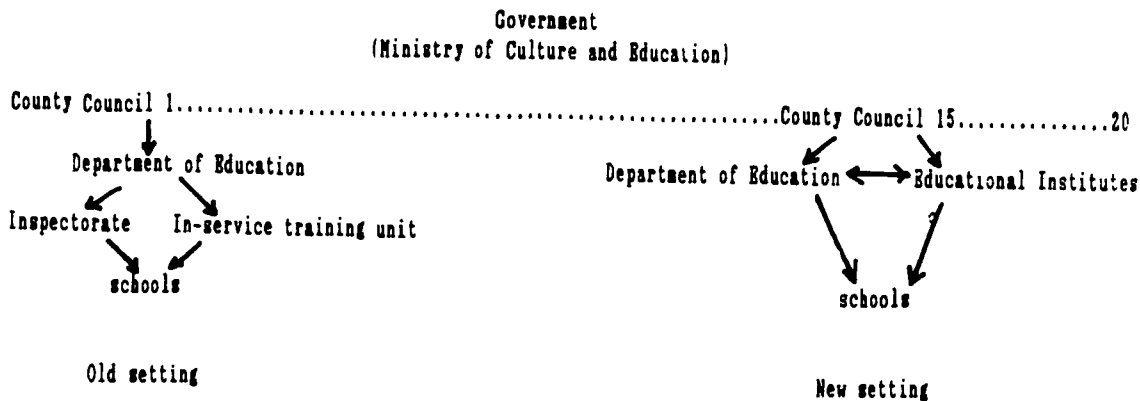 Government
(Ministry of Culture and Education)
County Council 1............................................................................County Council 15...............20
Department of Education
Inspectorate In-service training unit
schools
Old setting
Department of Education Educational Institutes
schools
New setting